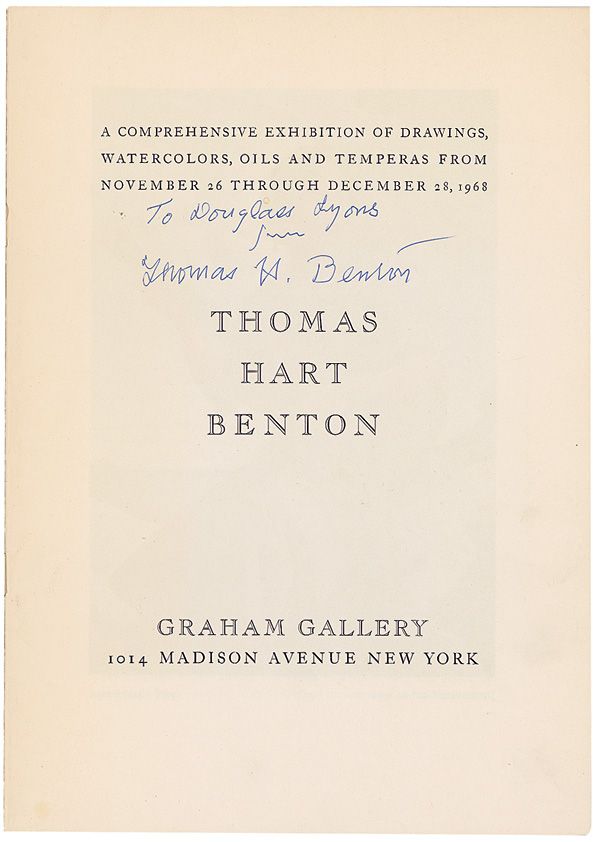 A COMPREHENSIVE EXHIBITION OF DRAWINGS,
WATERCOLORS, OILS AND TEMPERAS FROM
NOVEMBER 26 THROUGH DECEMBER 28, 1968
To Douglass Lyons
from
Thomas H. Benton
THOMAS
HART
BENTON
GRAHAM GALLERY
1014 MADISON AVENUE NEW YORK